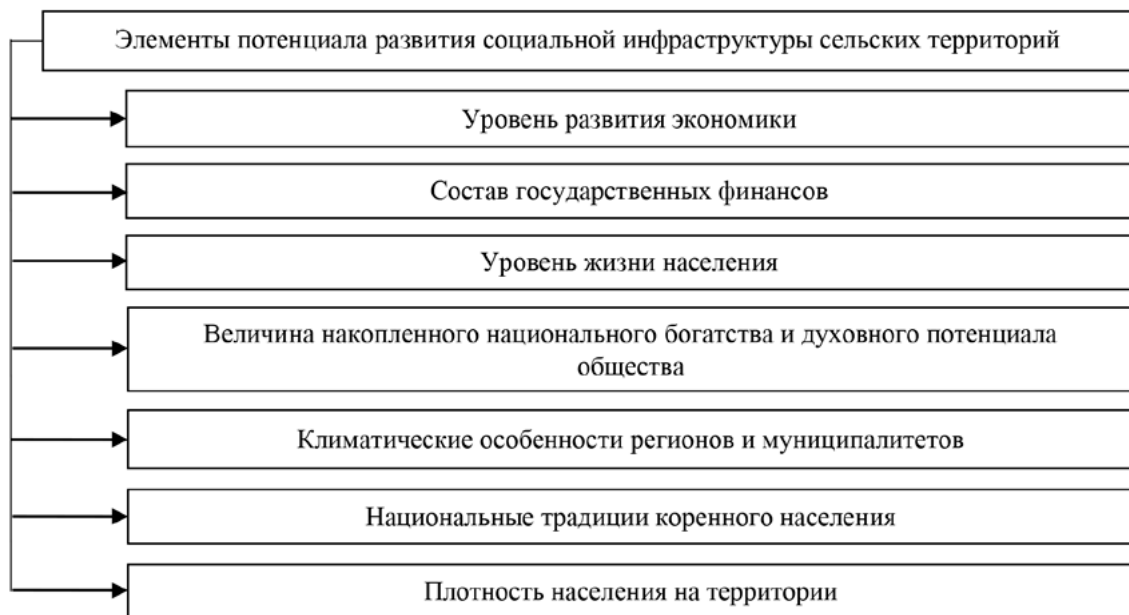 Элементы потенциала развития социальной инфраструктуры сельских территорий
Уровень развития экономики
Состав государственных финансов
Уровень жизни населения
Величина накопленного национального богатства и духовного потенциала
общества
Климатические особенности регионов и муниципалитетов
Национальные традиции коренного населения
Плотность населения на территории